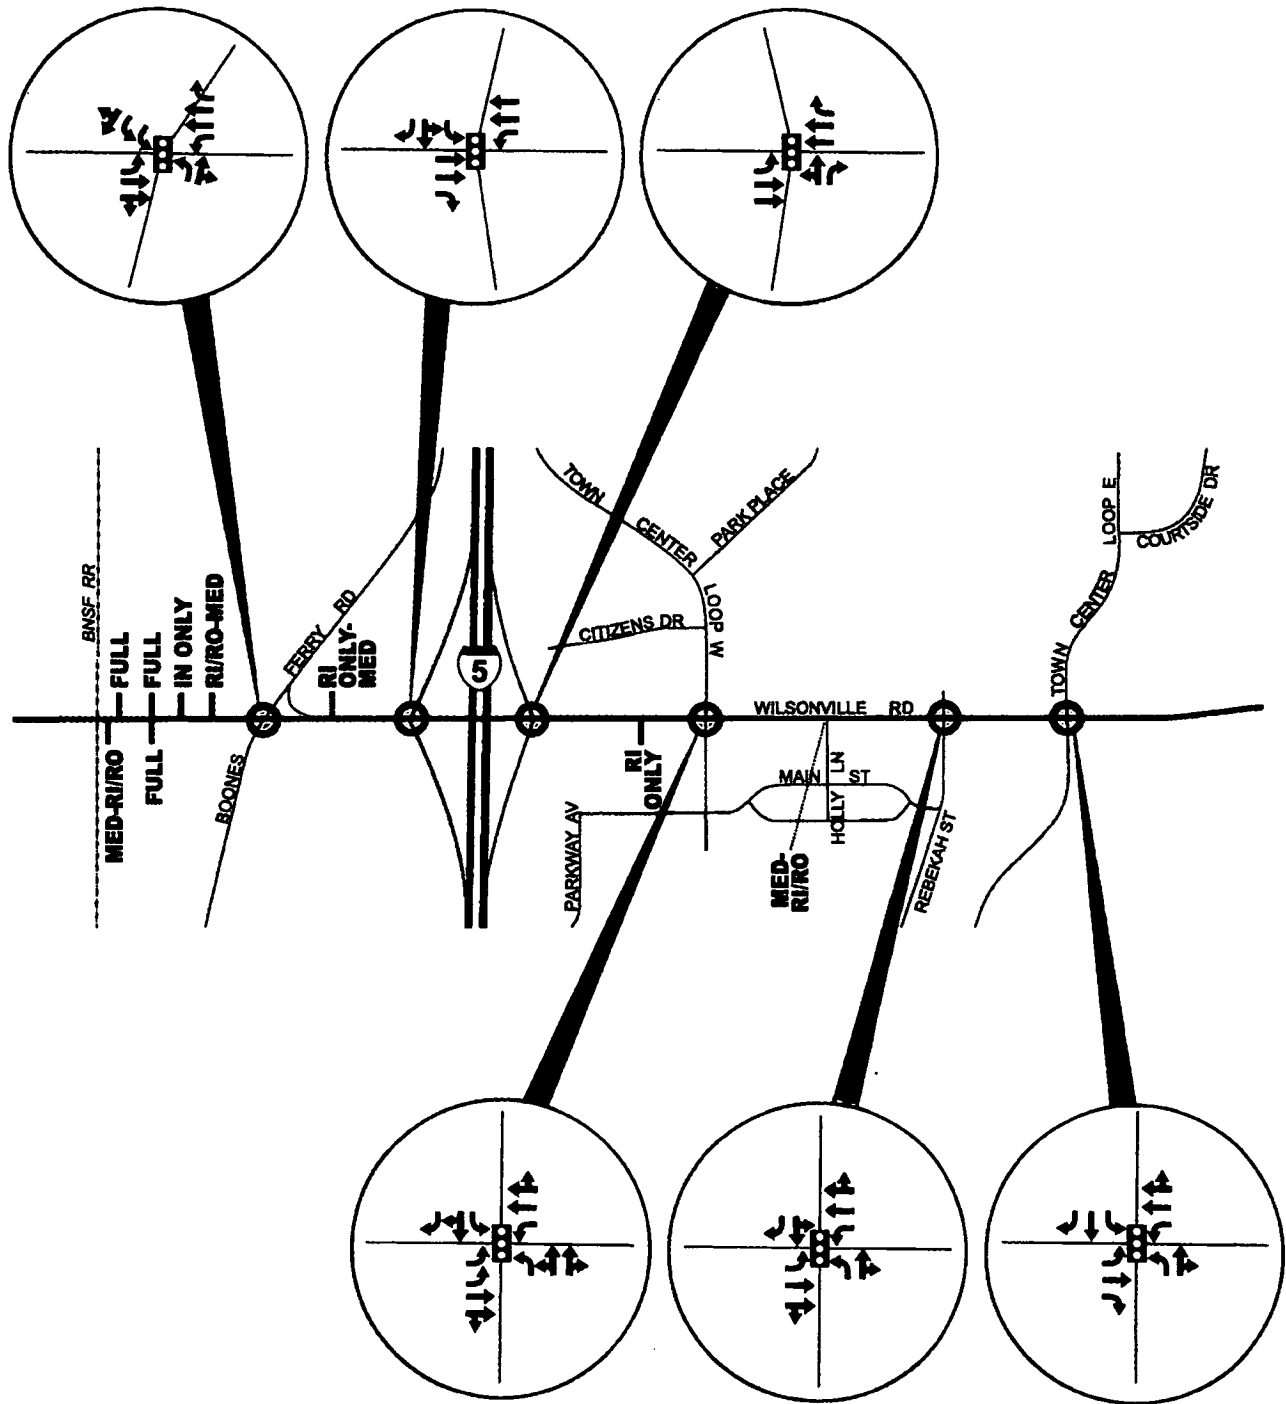 TOWN
CENTER
LOOP W
PARK PLACE
CITIZENS DR
LOOP E
COURTSIDE DR
CENTER
TOWN
BNSF RR
FULL
FULL
IN ONLY
RI/RO-MED
FERRY RD
RI
ONLY-
MED
5
WILSONVILLE RD
MED-RI/RO
FULL
BOONES
RI
ONLY
PARKWAY AV
MAIN ST
HOLLY LN
MED-
RI/RO
REBEKAH ST